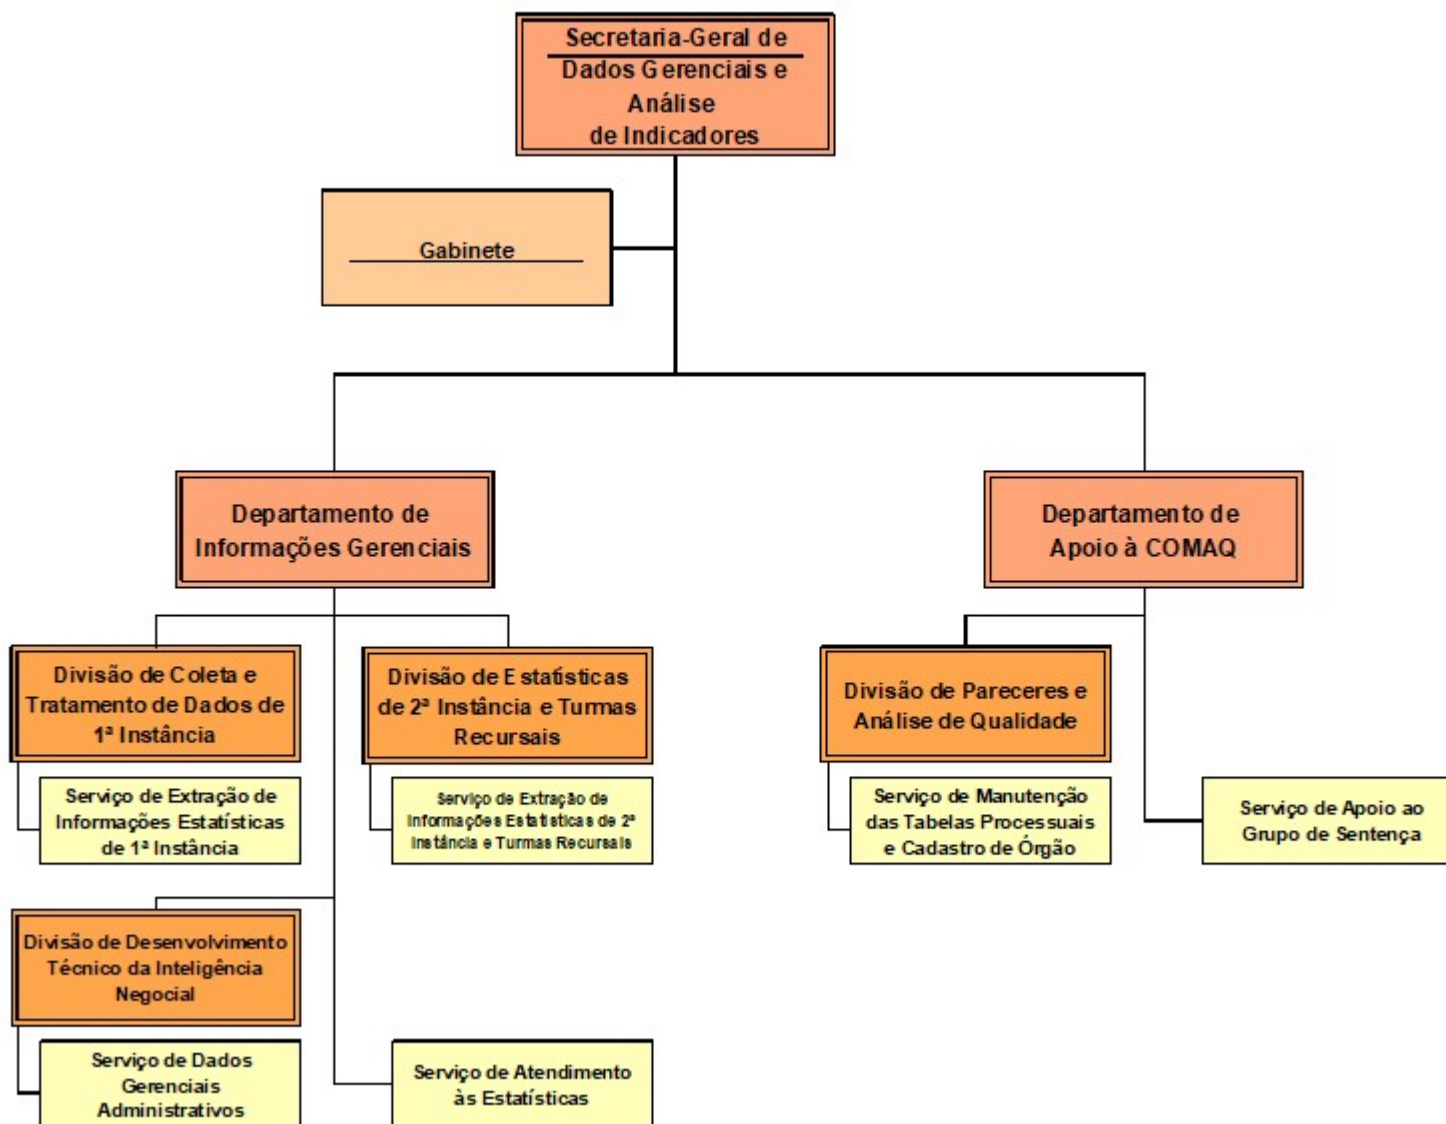 Secretaria-Geral de
Dados Gerenciais e
Análise
de Indicadores
Gabinete
Departamento de
Informações Gerenciais
Departamento de
Apoio à COMAQ
Divisão de Coleta e
Tratamento de Dados de
1ª Instância
Divisão de Estatísticas
de 2ª Instância e Turmas
Recursais
Divisão de Pareceres e
Análise de Qualidade
Serviço de Extração de
Informações Estatísticas
de 1ª Instância
Serviço de Extração de
Informações Estatísticas de 2ª
Instância e Turmas Recursais
Serviço de Manutenção
das Tabelas Processuais
e Cadastro de Órgão
Serviço de Apoio ao
Grupo de Sentença
Divisão de Desenvolvimento
Técnico da Inteligência
Negocial
Serviço de Dados
Gerenciais
Administrativos
Serviço de Atendimento
às Estatísticas